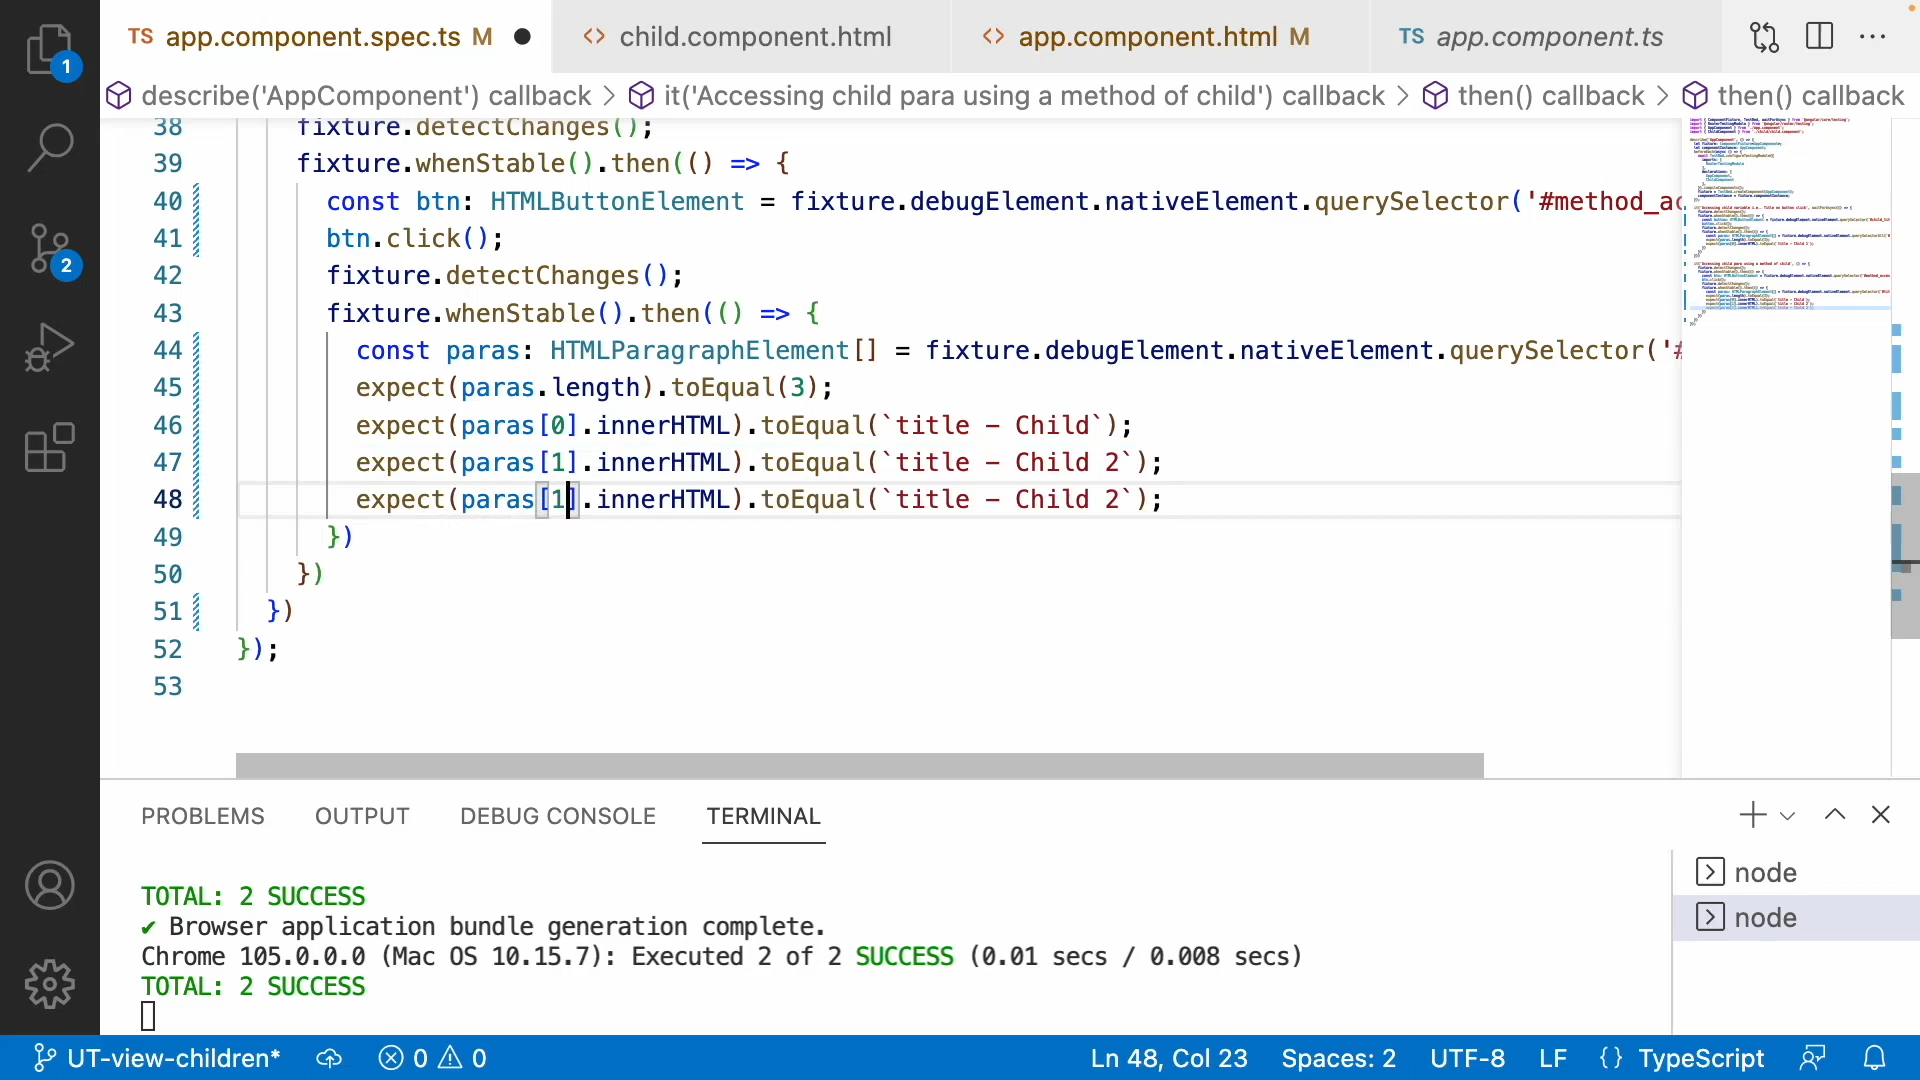 1
2
TS app.component.spec.ts M
<> child.component.html
<> app.component.html M
TS app.component.ts
describe('AppComponent') callback > it('Accessing child para using a method of child') callback > then() callback > then() callback
38 fixture.detectChanges();
39 fixture.whenStable().then(() => {
40 const btn: HTMLButtonElement = fixture.debugElement.nativeElement.querySelector('#method_ac
41 btn.click();
42 fixture.detectChanges();
43 fixture.whenStable().then(() => {
44 const paras: HTMLParagraphElement[] = fixture.debugElement.nativeElement.querySelector('#
45 expect(paras.length).toEqual(3);
46 expect(paras[0].innerHTML).toEqual(`title - Child`);
47 expect(paras[1].innerHTML).toEqual(`title - Child 2`);
48 expect(paras[1].innerHTML).toEqual(`title - Child 2`);
49 })
50 })
51 })
52 });
53
PROBLEMS OUTPUT DEBUG CONSOLE TERMINAL
TOTAL: 2 SUCCESS
✔ Browser application bundle generation complete.
Chrome 105.0.0.0 (Mac OS 10.15.7): Executed 2 of 2 SUCCESS (0.01 secs / 0.008 secs)
TOTAL: 2 SUCCESS
node
node
UT-view-children* 0 0 Ln 48, Col 23 Spaces: 2 UTF-8 LF {} TypeScript